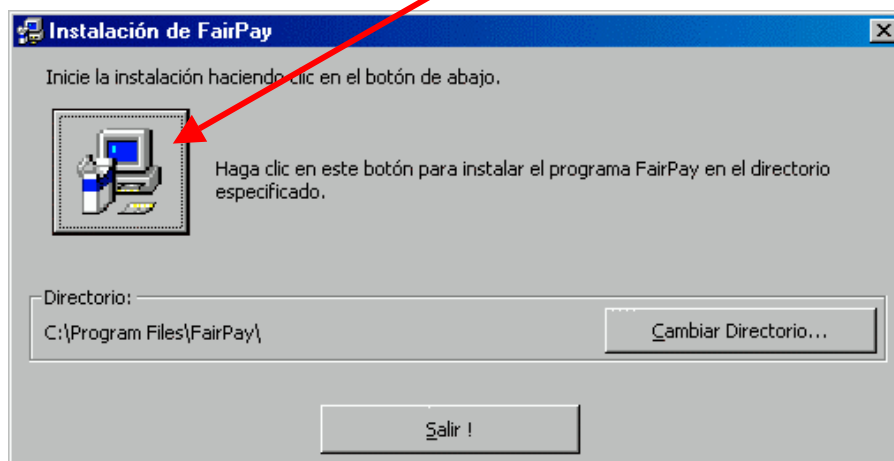 Instalación de FairPay
Inicie la instalación haciendo clic en el botón de abajo.
Haga clic en este botón para instalar el programa FairPay en el directorio
especificado.
Directorio:
C:\Program Files\FairPay\
Cambiar Directorio...
Salir !